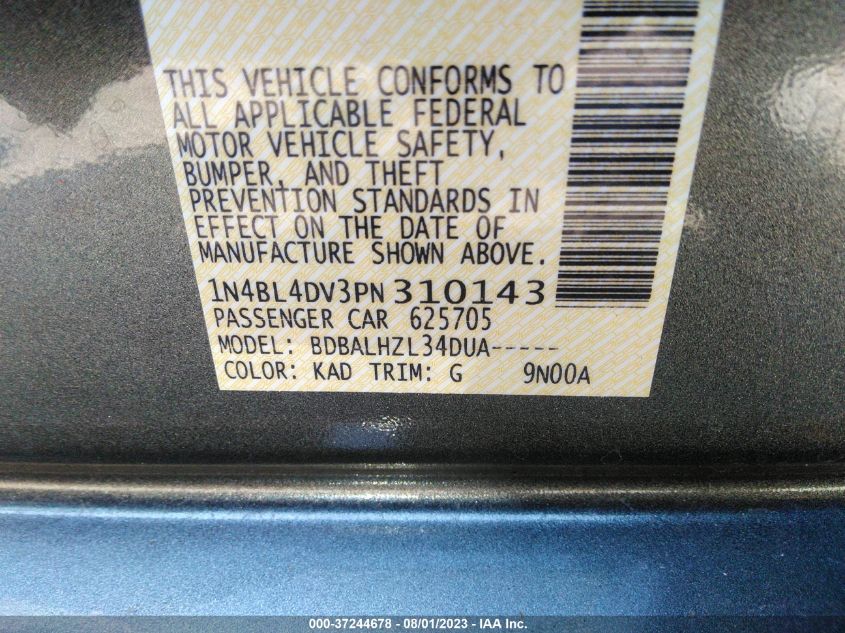 THIS VEHICLE CONFORMS TO
ALL APPLICABLE FEDERAL
MOTOR VEHICLE SAFETY,
BUMPER, AND THEFT
PREVENTION STANDARDS IN
EFFECT ON THE DATE OF
MANUFACTURE SHOWN ABOVE.
1N4BL4DV3PN 310143
PASSENGER CAR 625705
MODEL: BDBALHZL34DUA-----
COLOR: KAD TRIM: G 9N00A
000-37244678 - 08/01/2023 - IAA Inc.